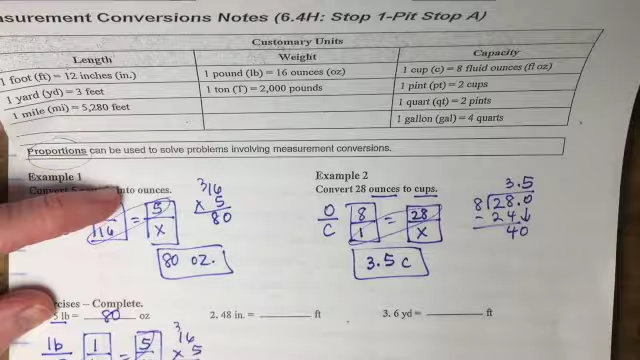 asurement Conversions Notes (6.4H: Stop 1-Pit Stop A)
Customary Units
Length Weight Capacity
1 foot (ft) = 12 inches (in.) 1 pound (lb) = 16 ounces (oz) 1 cup (c) = 8 fluid ounces (fl oz)
1 yard (yd) = 3 feet 1 ton (T) = 2,000 pounds 1 pint (pt) = 2 cups
1 mile (mi) = 5,280 feet 1 quart (qt) = 2 pints
1 gallon (gal) = 4 quarts
Proportions can be used to solve problems involving measurement conversions.
Example 1 Example 2
Convert 5 into ounces. Convert 28 ounces to cups.
5 = 3 16 O 8 = 28 3.5
116 X x 5 C 1 X 8 28.0
80 - 24
40
80 oz. 3.5 c
cises – Complete.
5 lb = 80 oz 2. 48 in. = ft 3. 6 yd = ft
lb 1 = 5 3 16
x 5